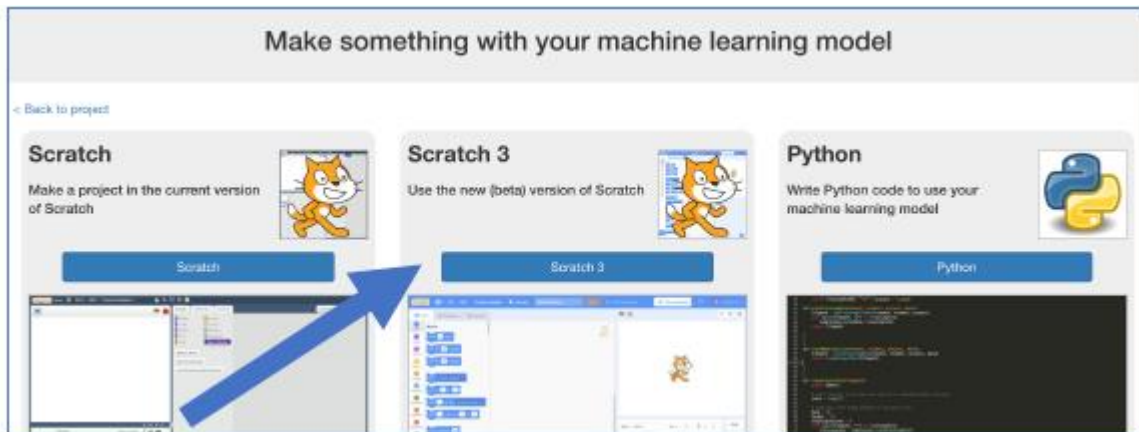 Make something with your machine learning model
< Back to project
Scratch
Make a project in the current version
of Scratch
Scratch
Scratch 3
Use the new (beta) version of Scratch
Scratch 3
Python
Write Python code to use your
machine learning model
Python